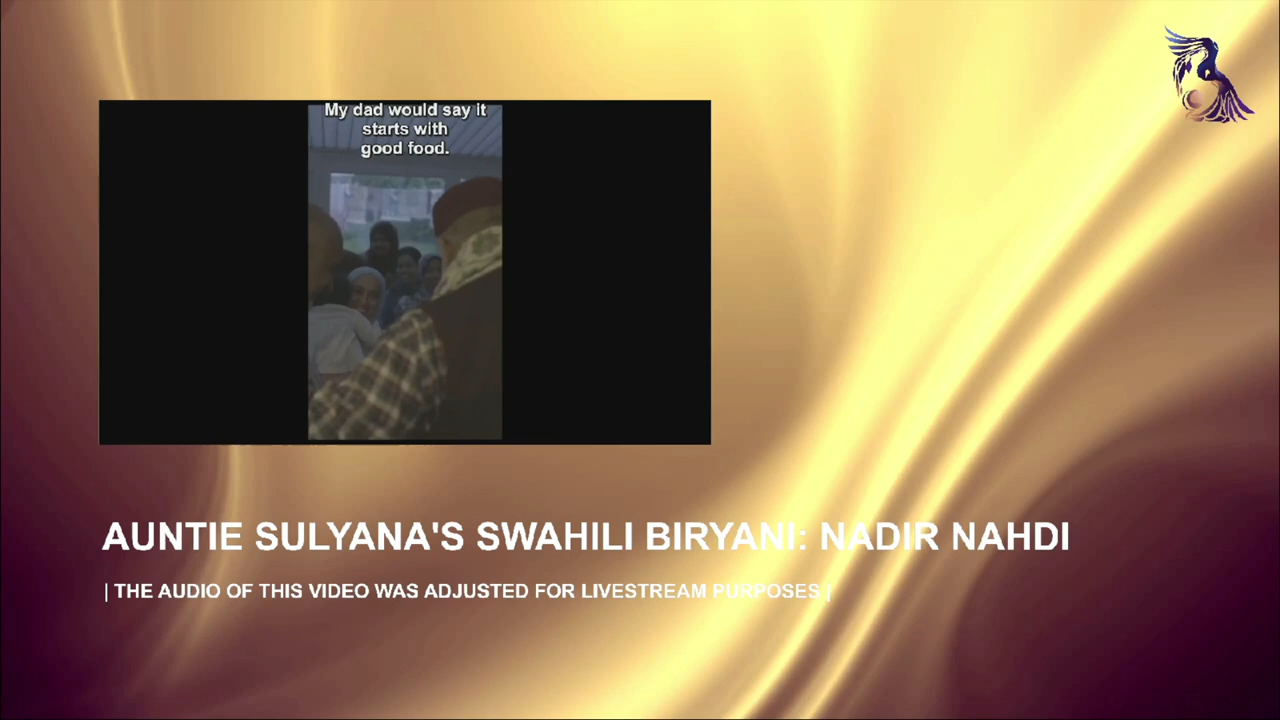 My dad would say it
starts with
good food.
AUNTIE SULYANA'S SWAHILI BIRYANI: NADIR NAHDI
| THE AUDIO OF THIS VIDEO WAS ADJUSTED FOR LIVESTREAM PURPOSES |